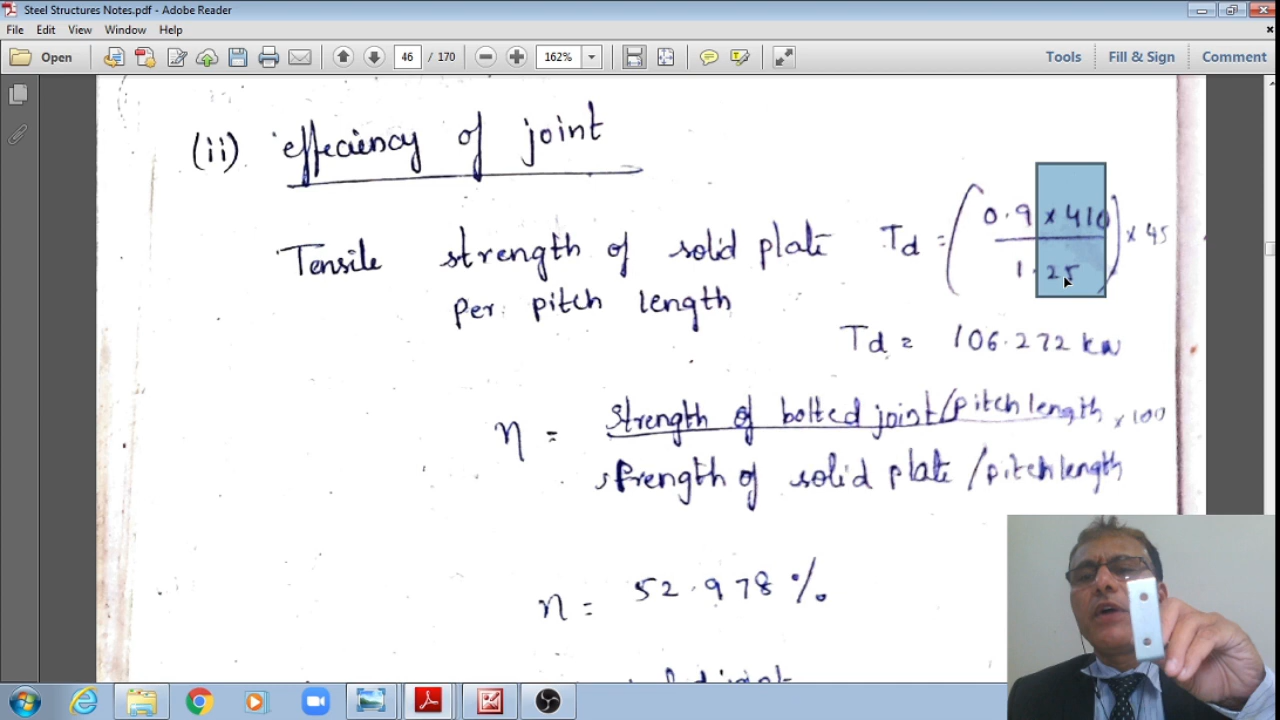 Steel Structures Notes.pdf - Adobe Reader
File Edit View Window Help
Open 46 / 170 162% Tools Fill & Sign Comment
(ii) effeciency of joint
Tensile strength of solid plate Td = (0.9 × 410 / 1.25) × 45
per pitch length
Td = 106.272 kN
η = strength of bolted joint/pitch length × 100
strength of solid plate /pitch length
η = 52.978 %